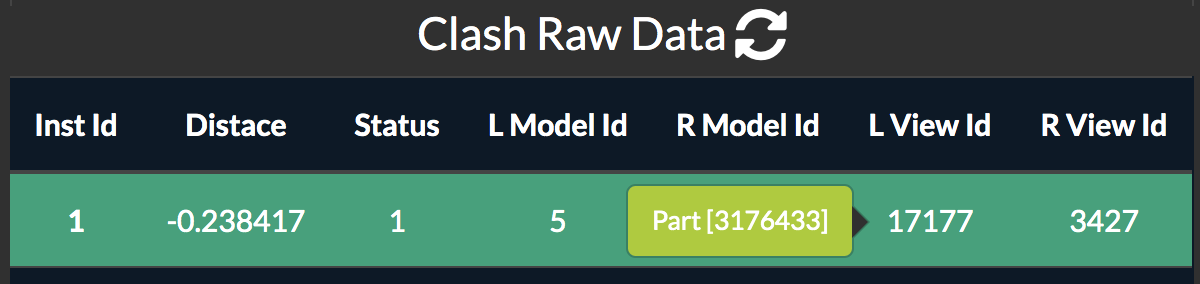 Clash Raw Data
Inst Id Distace Status L Model Id R Model Id L View Id R View Id
1 -0.238417 1 5 Part [3176433] 17177 3427